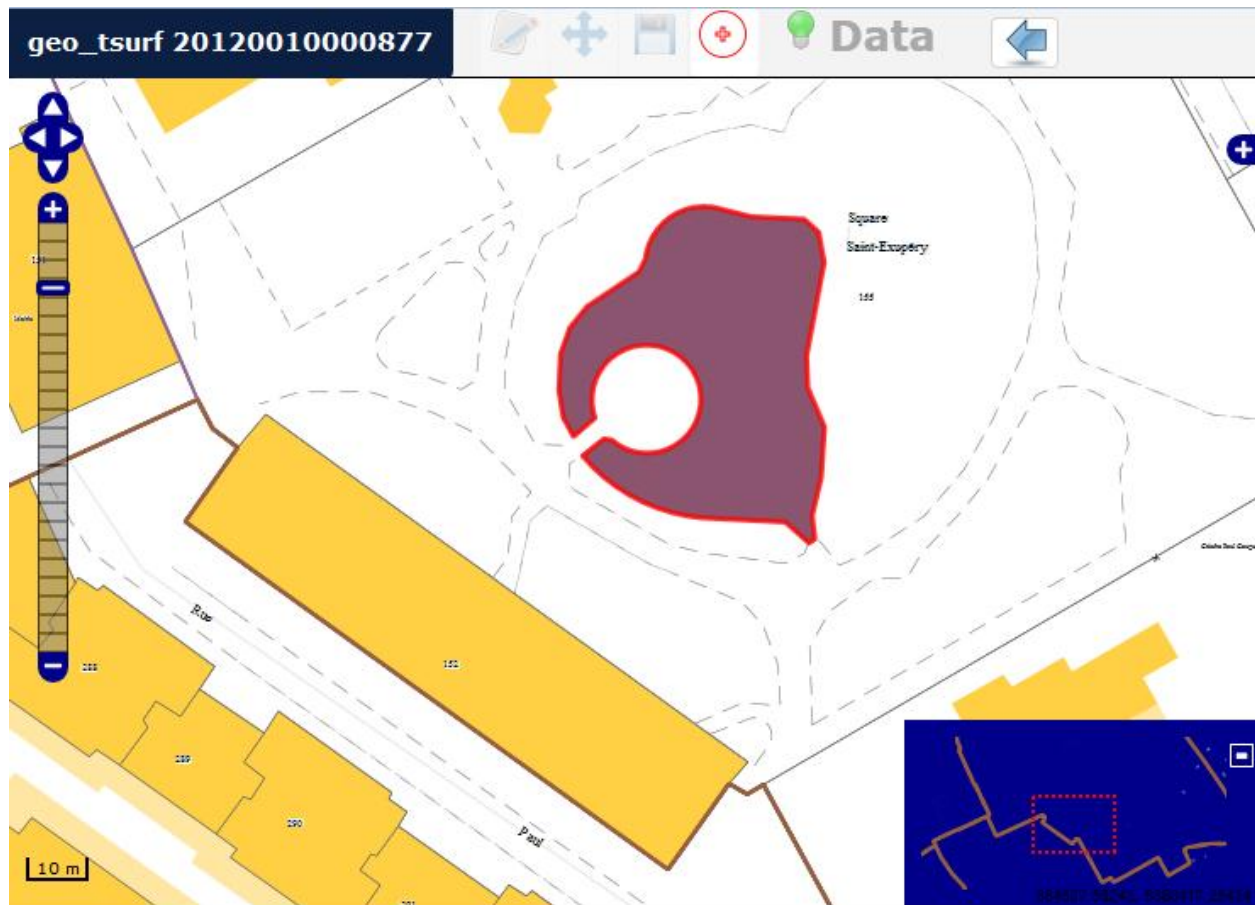 geo_tsurf 20120010000877
Data
Square
Saint-Exupéry
155
Rue
152
288
289
290
Paul
10 m